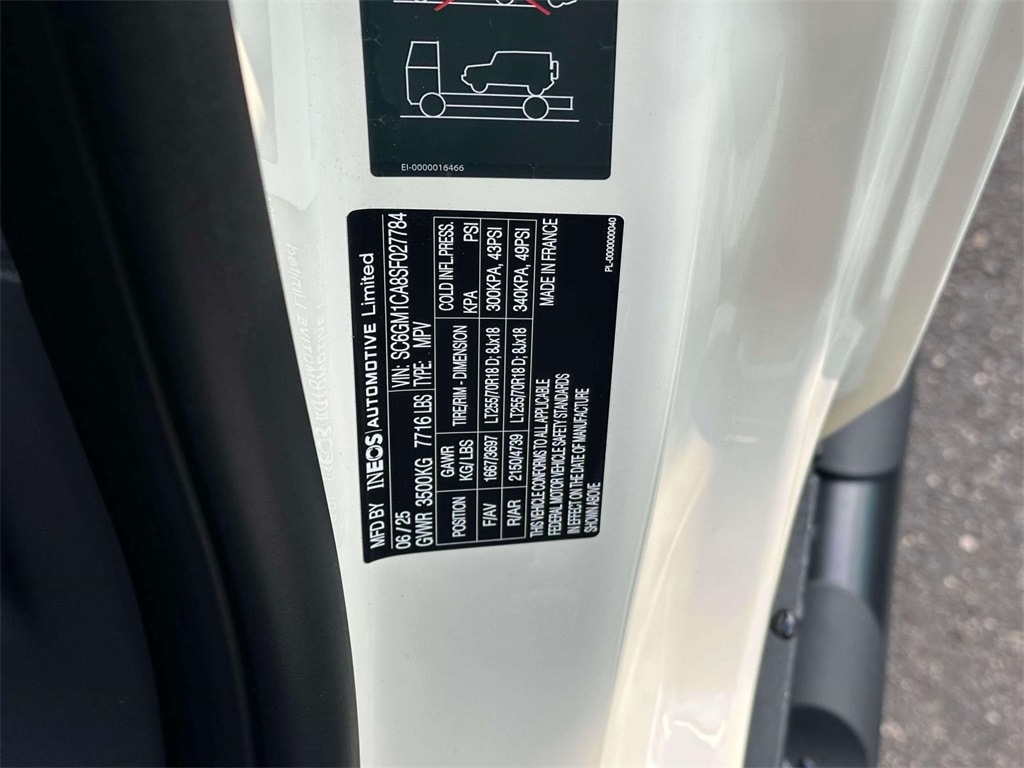 EI-0000016466
MFD BY INEOS|AUTOMOTIVE Limited
06/25 VIN: SC6GM1CA8SF027784
GVWR 3500KG 7716 LBS TYPE: MPV
POSITION GAWR KG/LBS TIRE/RIM - DIMENSION COLD INFL.PRESS. KPA PSI
F/AV 1667/3697 LT255/70R18 D; 8Jx18 300KPA, 43PSI
R/AR 2150/4739 LT255/70R18 D; 8Jx18 340KPA, 49PSI
THIS VEHICLE CONFORMS TO ALL APPLICABLE MADE IN FRANCE
FEDERAL MOTOR VEHICLE SAFETY STANDARDS
IN EFFECT ON THE DATE OF MANUFACTURE
SHOWN ABOVE
PL-0000000040